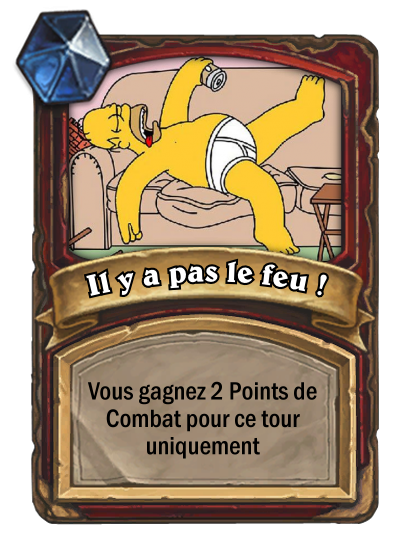 Il y a pas le feu !
Vous gagnez 2 Points de
Combat pour ce tour
uniquement